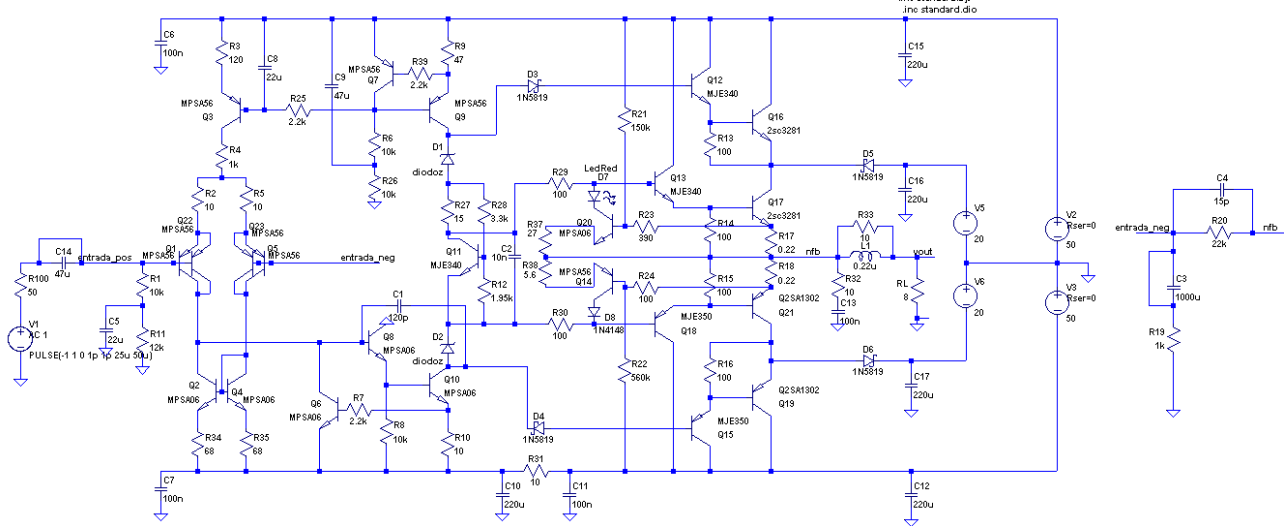 .inc standard.dio
C6
100n
R3
120
C8
22u
MPSA56
Q3
R25
2.2k
R4
1k
C9
47u
MPSA56
Q7
R39
2.2k
R9
47
MPSA56
Q9
R6
10k
R26
10k
D1
diodoz
D3
1N5819
Q12
MJE340
R13
100
Q16
2sc3281
C15
220u
R21
150k
LedRed
D7
R29
100
Q13
MJE340
Q17
2sc3281
D5
1N5819
C16
220u
R2
10
R5
10
Q22
MPSA56
Q1
Q23
Q5
MPSA56
R27
15
R28
3.3k
Q11
MJE340
C2
10n
R12
1.95k
R37
27
Q20
MPSA06
R23
390
R14
100
R17
0.22
R38
5.6
MPSA56
Q14
R24
100
R15
100
R18
0.22
R33
10
L1
0.22u
nfb
vout
R32
10
C13
100n
RL
8
V5
20
V6
20
V2
Rser=0
50
V3
Rser=0
50
C4
15p
entrada_neg
R20
22k
nfb
C3
1000u
R19
1k
C14
47u
entrada_pos
R100
50
R1
10k
C5
22u
R11
12k
V1
AC 1
PULSE(-1 1 0 1p 1p 25u 50u)
entrada_neg
C1
120p
Q8
MPSA06
D2
diodoz
Q10
MPSA06
R30
100
D8
1N4148
MJE350
Q18
Q2SA1302
Q21
Q2
MPSA06
Q4
MPSA06
Q6
MPSA06
R7
2.2k
R8
10k
R10
10
D4
1N5819
R22
560k
R16
100
MJE350
Q15
Q2SA1302
Q19
D6
1N5819
C17
220u
R34
68
R35
68
C7
100n
R31
10
C10
220u
C11
100n
C12
220u